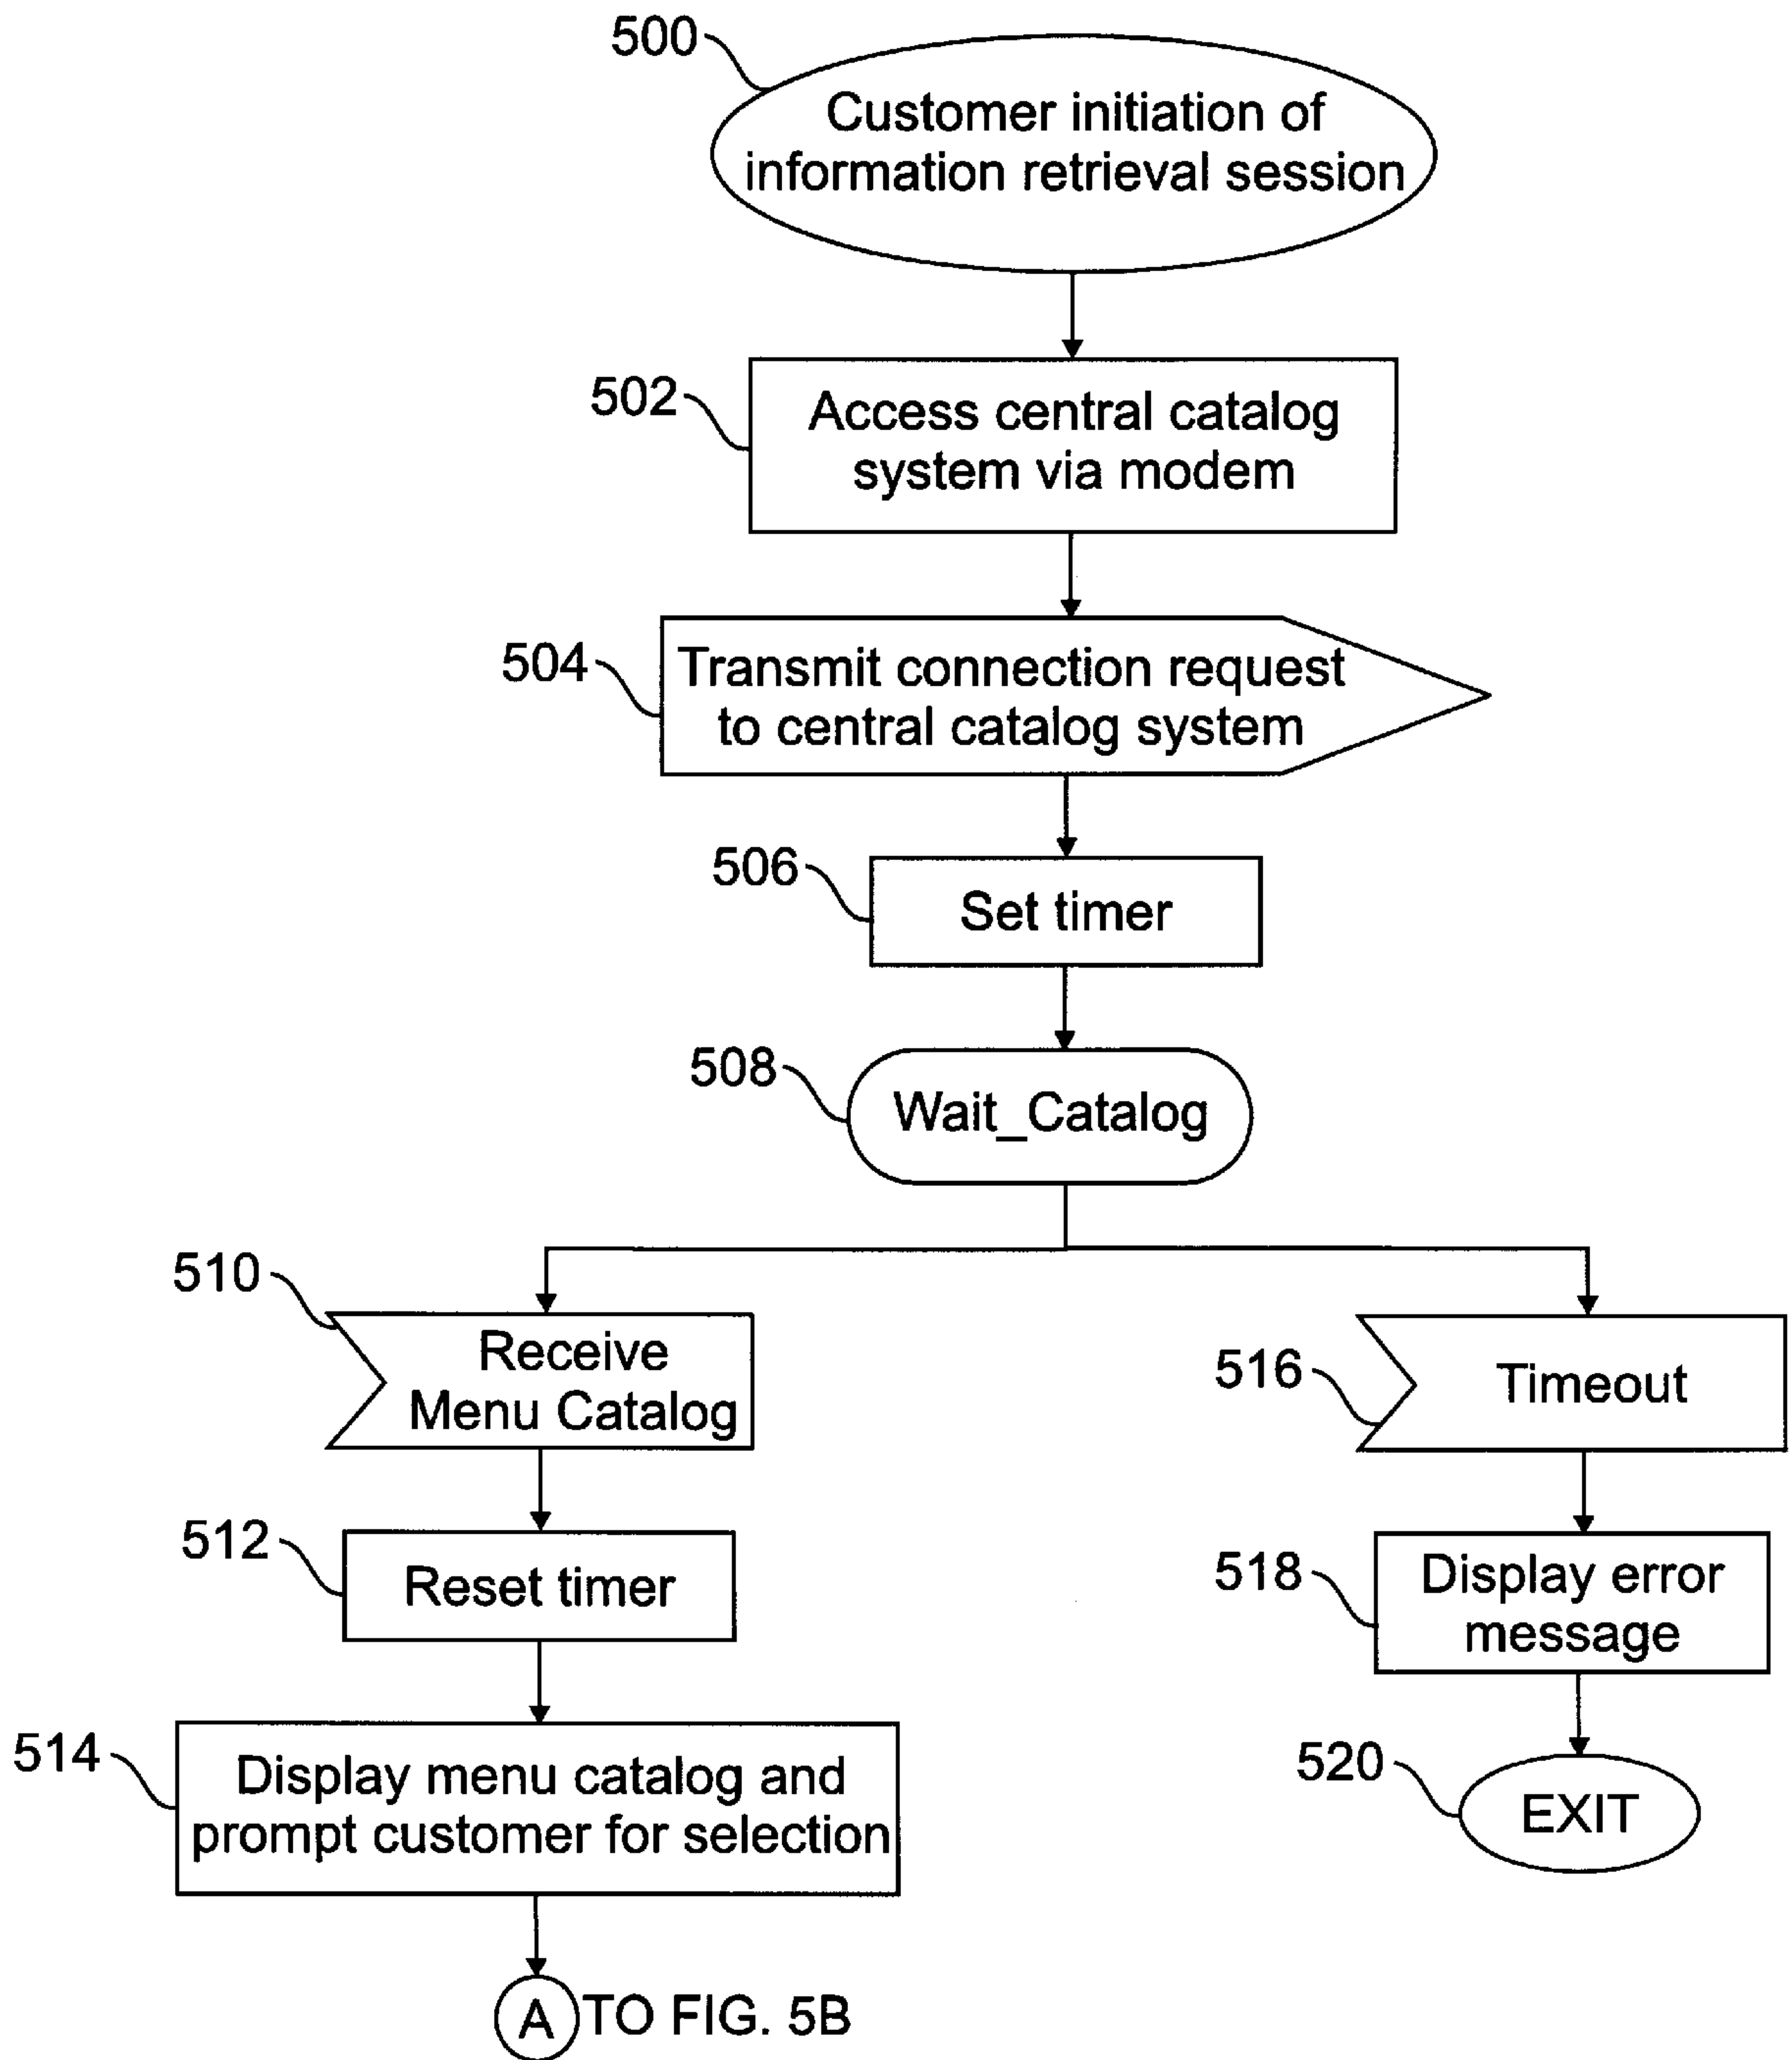 500
Customer initiation of
information retrieval session
502
Access central catalog
system via modem
504
Transmit connection request
to central catalog system
506
Set timer
508
Wait_Catalog
510
Receive
Menu Catalog
516
Timeout
512
Reset timer
518
Display error
message
514
Display menu catalog and
prompt customer for selection
520
EXIT
A TO FIG. 5B